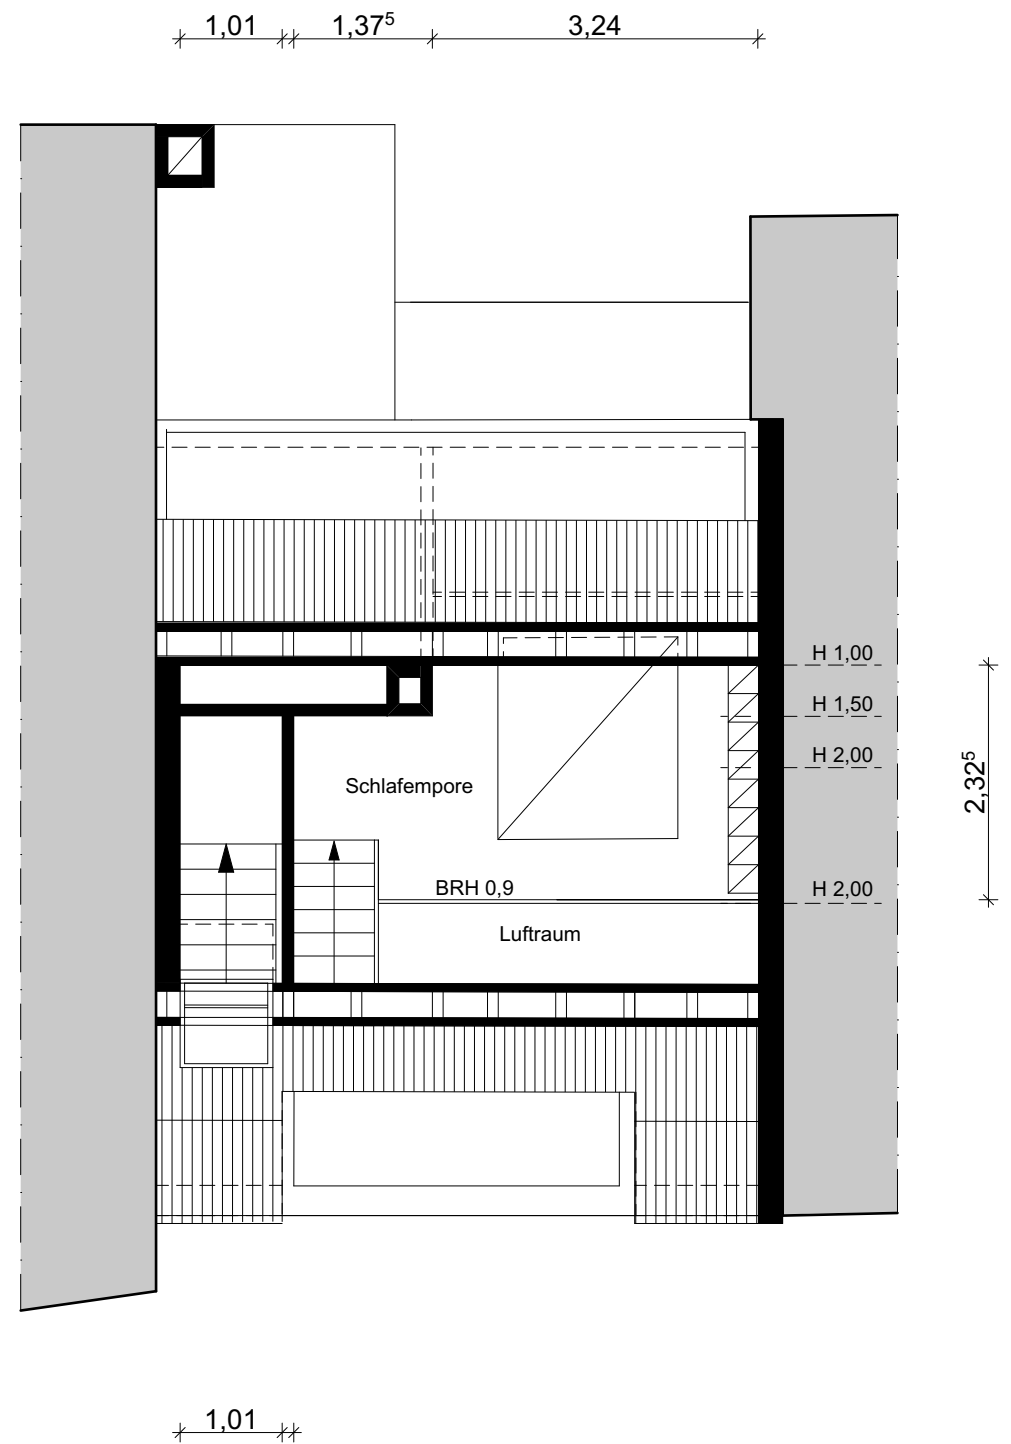 1,01 1,37⁵ 3,24
H 1,00
H 1,50
H 2,00
2,32⁵
Schlafempore
BRH 0,9
H 2,00
Luftraum
1,01